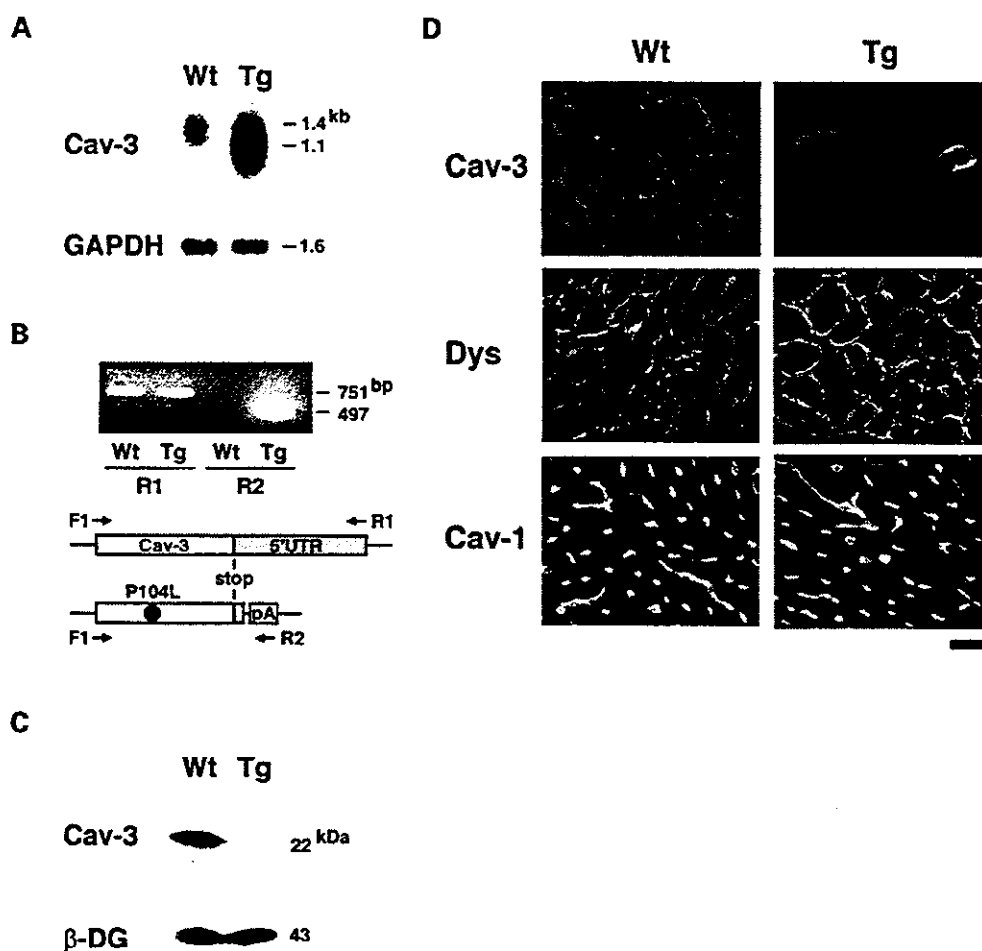 A
Wt Tg
Cav-3
1.4 kb
1.1
GAPDH
1.6
B
751 bp
497
Wt Tg Wt Tg
R1 R2
F1 R1
Cav-3 5'UTR
stop
P104L
pA
F1 R2
C
Wt Tg
Cav-3
22 kDa
β-DG
43
D
Wt Tg
Cav-3
Dys
Cav-1